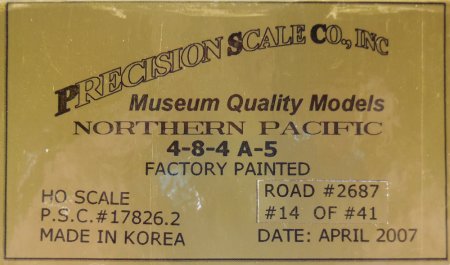 PRECISION SCALE CO., INC
Museum Quality Models
NORTHERN PACIFIC
4-8-4 A-5
FACTORY PAINTED
HO SCALE
P.S.C.#17826.2
MADE IN KOREA
ROAD #2687
#14 OF #41
DATE: APRIL 2007